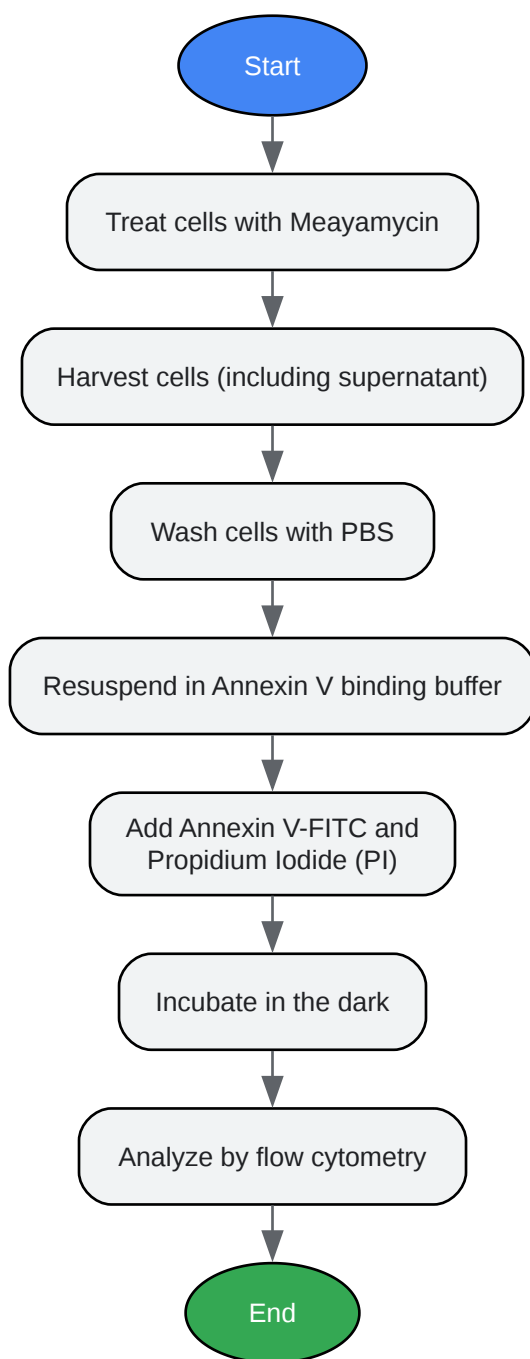 Start
Treat cells with Meayamycin
Harvest cells (including supernatant)
Wash cells with PBS
Resuspend in Annexin V binding buffer
Add Annexin V-FITC and
Propidium Iodide (PI)
Incubate in the dark
Analyze by flow cytometry
End